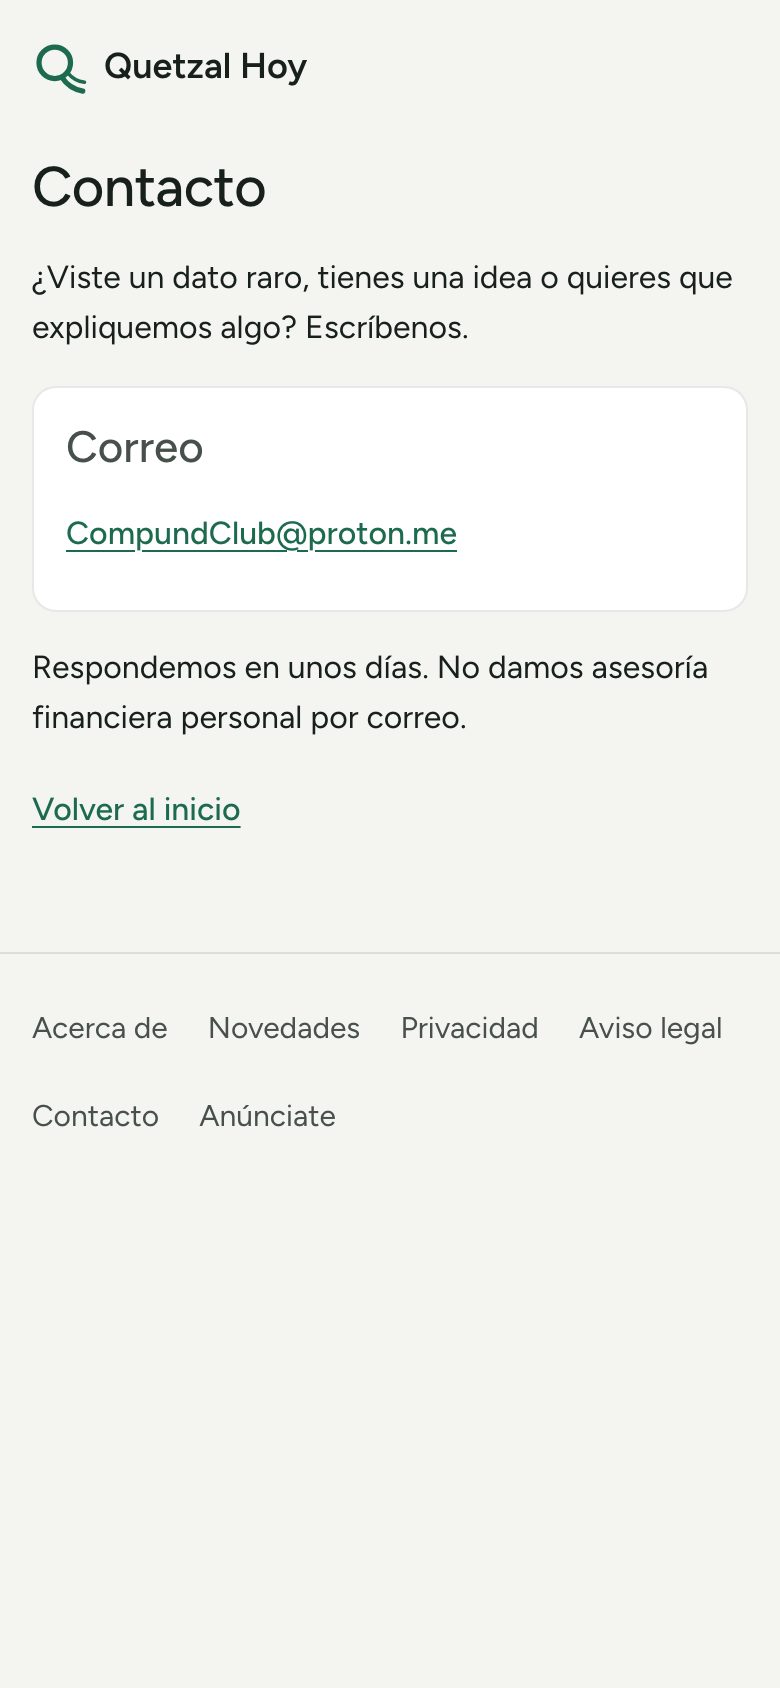 Quetzal Hoy
Contacto
¿Viste un dato raro, tienes una idea o quieres que
expliquemos algo? Escríbenos.
Correo
CompundClub@proton.me
Respondemos en unos días. No damos asesoría
financiera personal por correo.
Volver al inicio
Acerca de Novedades Privacidad Aviso legal
Contacto Anúnciate